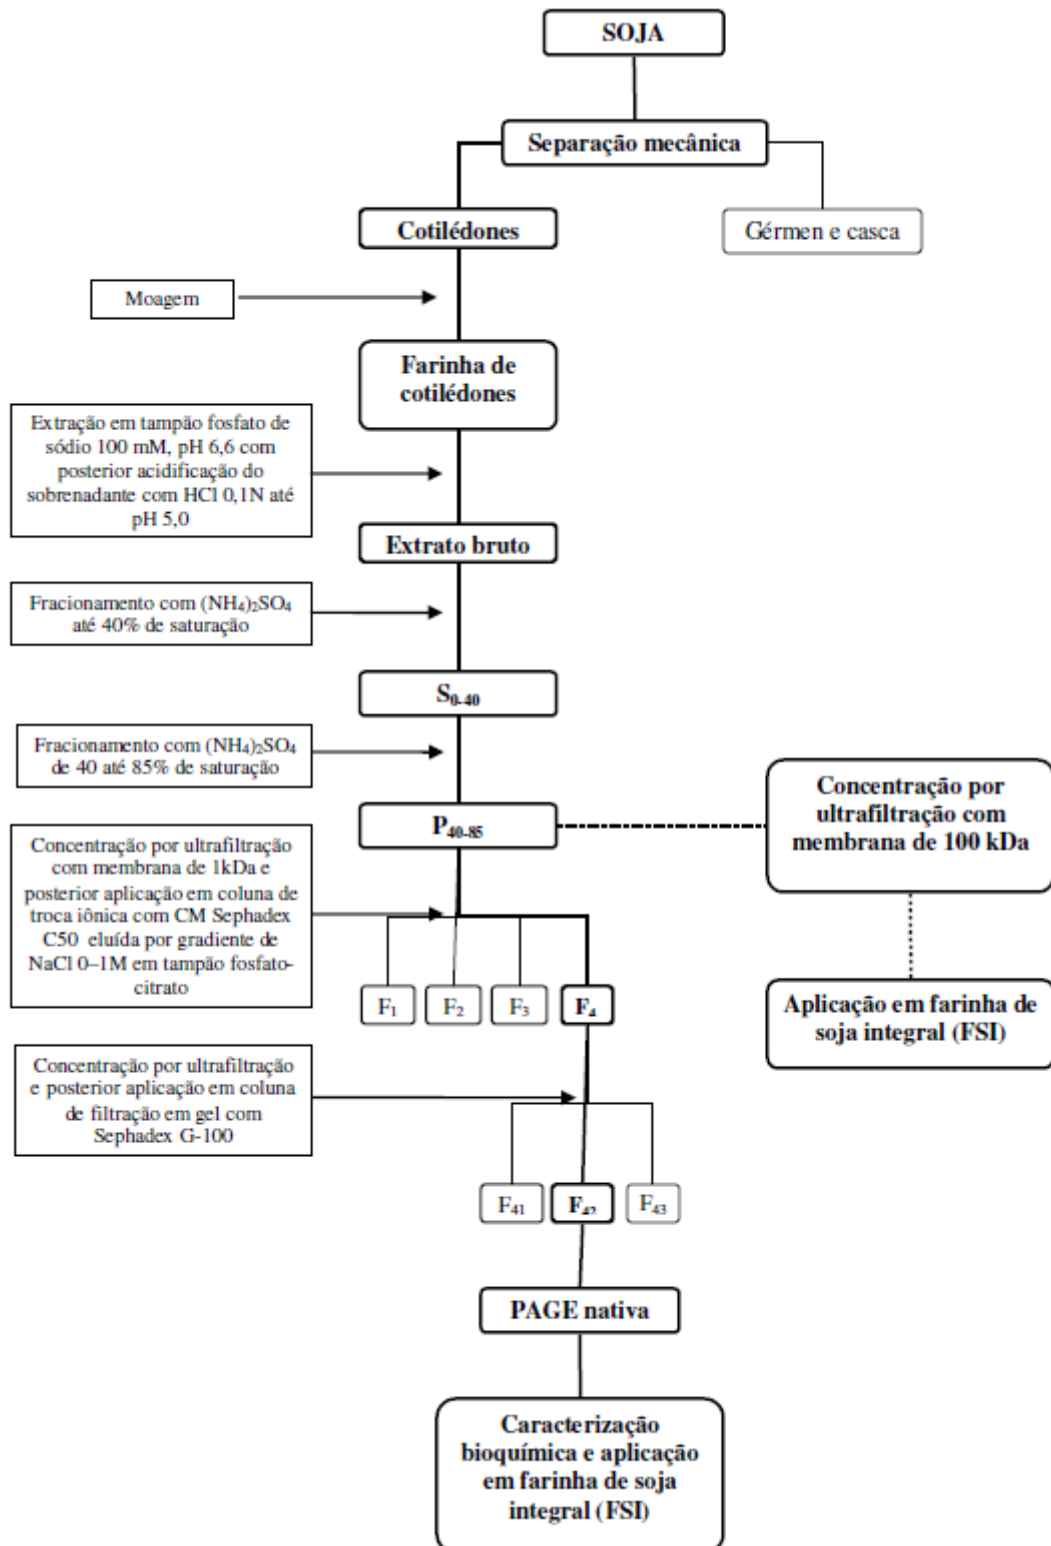 SOJA
Separação mecânica
Cotilédones
Gérmen e casca
Moagem
Farinha de
cotilédones
Extração em tampão fosfato de
sódio 100 mM, pH 6,6 com
posterior acidificação do
sobrenadante com HCl 0,1N até
pH 5,0
Extrato bruto
Fracionamento com (NH₄)₂SO₄
até 40% de saturação
S₀₋₄₀
Fracionamento com (NH₄)₂SO₄
de 40 até 85% de saturação
P₄₀₋₈₅
Concentração por
ultrafiltração com
membrana de 100 kDa
Concentração por ultrafiltração
com membrana de 1kDa e
posterior aplicação em coluna de
troca iônica com CM Sephadex
C50 eluída por gradiente de
NaCl 0–1M em tampão fosfato-
citrato
F₁
F₂
F₃
F₄
Aplicação em farinha de
soja integral (FSI)
Concentração por ultrafiltração
e posterior aplicação em coluna
de filtração em gel com
Sephadex G-100
F₄₁
F₄₂
F₄₃
PAGE nativa
Caracterização
bioquímica e aplicação
em farinha de soja
integral (FSI)